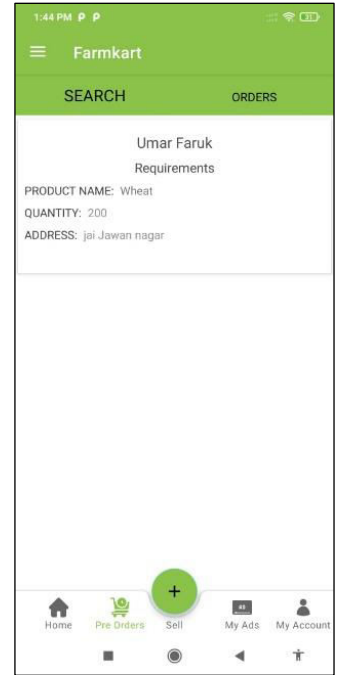 1:44 PM
Farmkart
SEARCH ORDERS
Umar Faruk
Requirements
PRODUCT NAME: Wheat
QUANTITY: 200
ADDRESS: jai Jawan nagar
+
Home Pre Orders Sell My Ads My Account